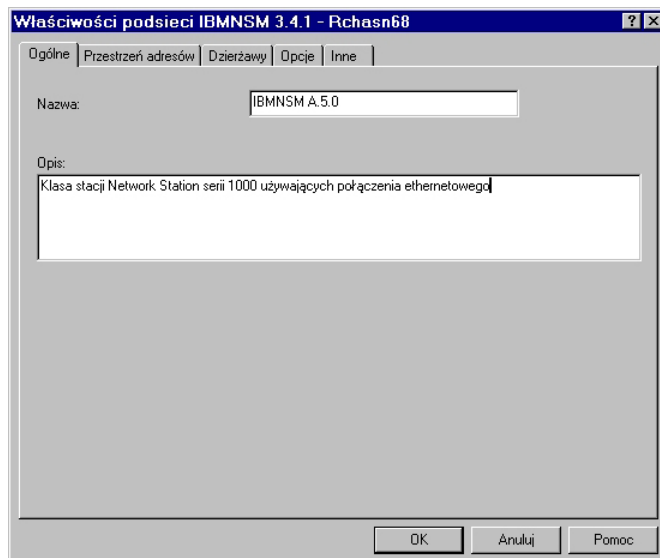 Właściwości podsieci IBMNSM 3.4.1 - Rchasn68
Ogólne Przestrzeń adresów Dzierżawy Opcje Inne
Nazwa: IBMNSM A.5.0
Opis:
Klasa stacji Network Station serii 1000 używających połączenia ethernetowego
OK Anuluj Pomoc